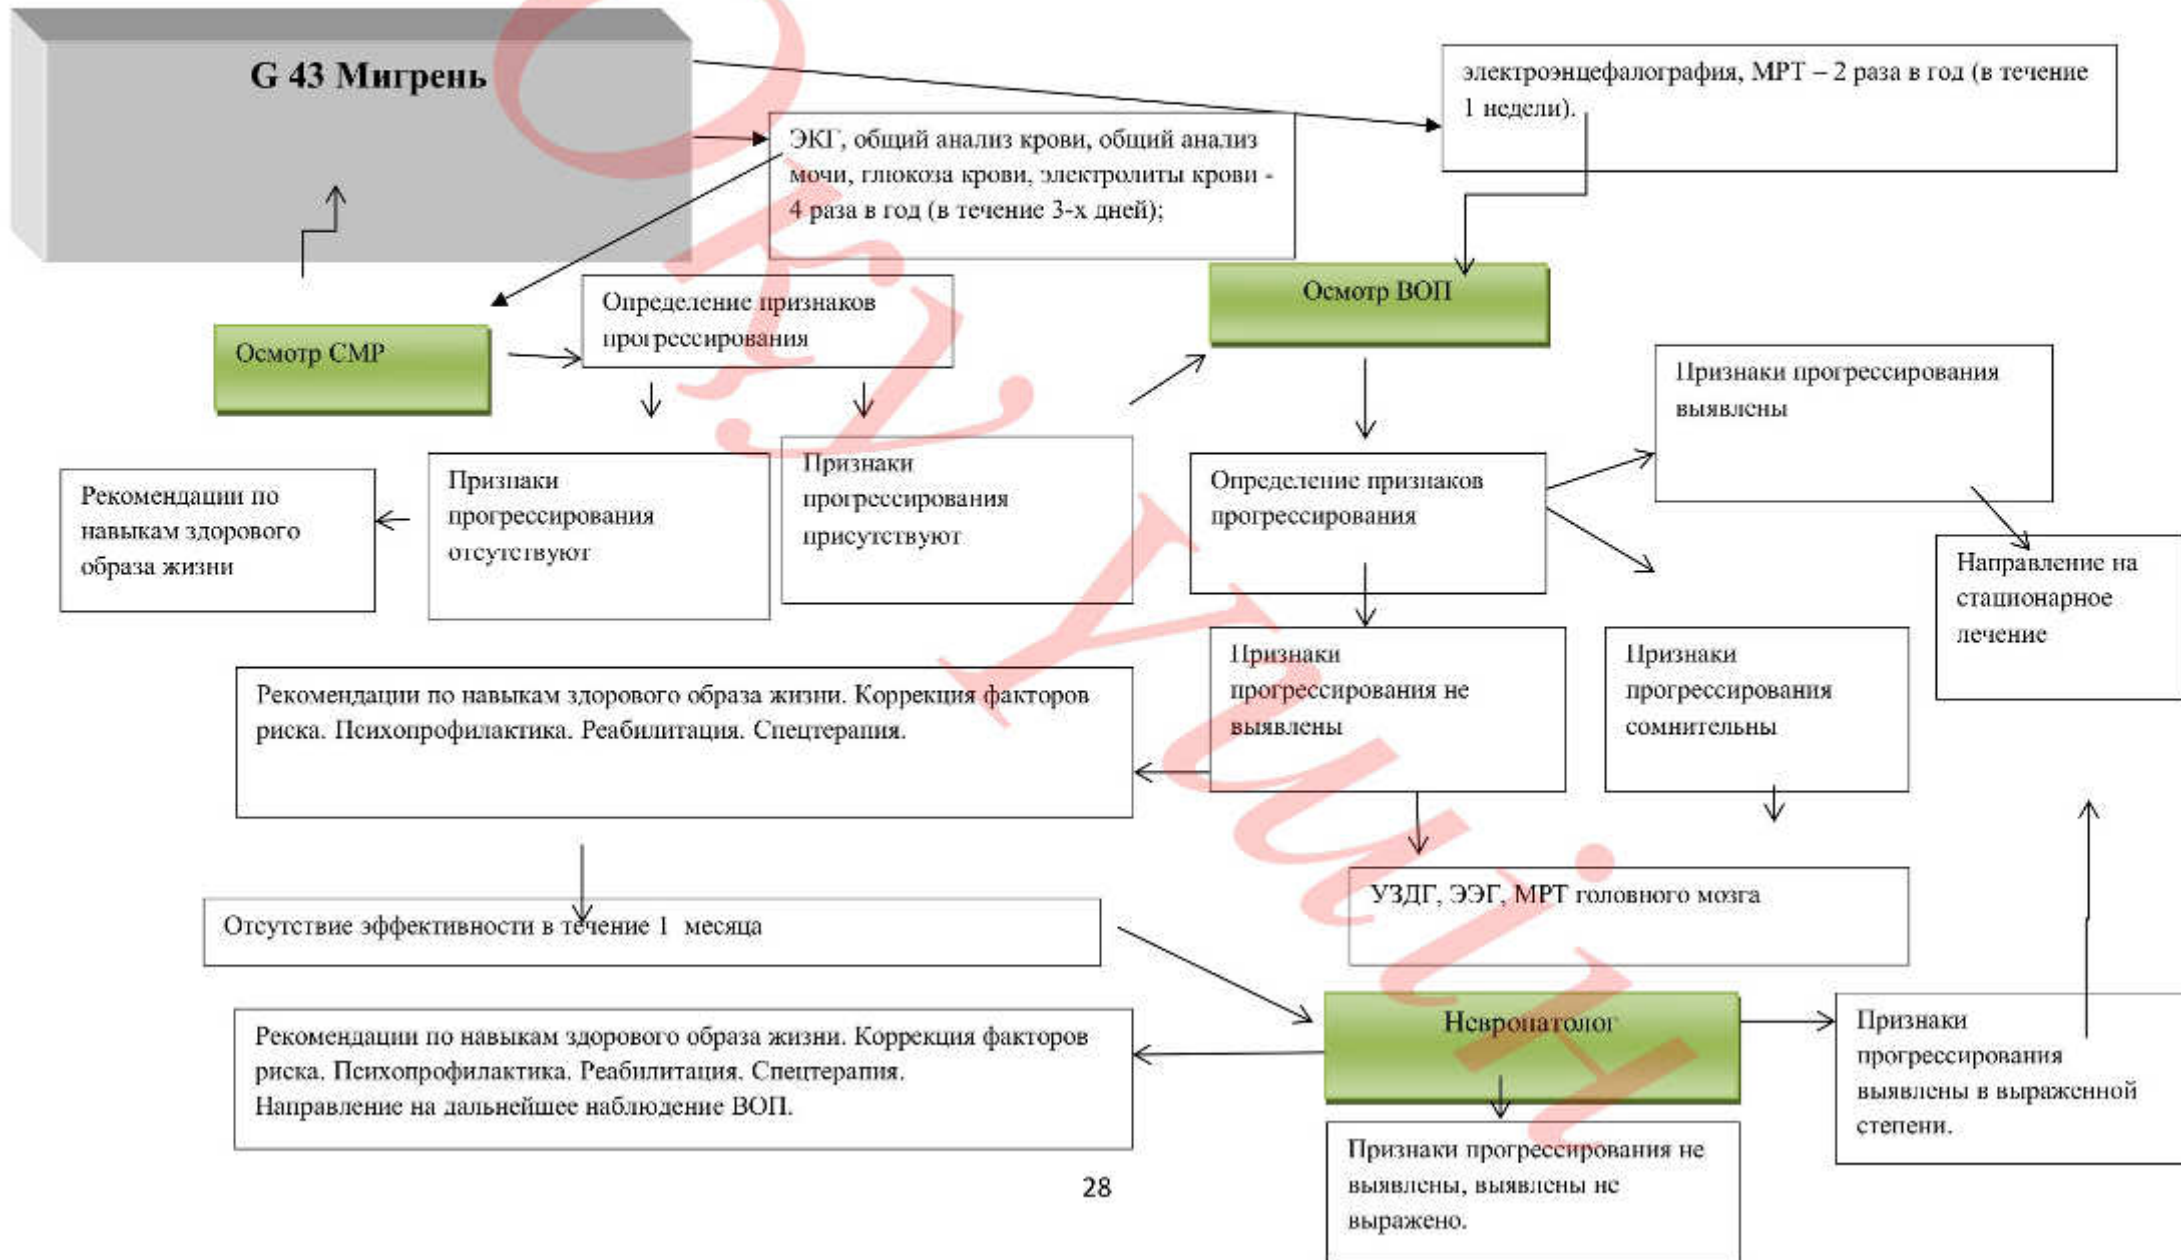 G 43 Мигрень
электроэнцефалография, МРТ – 2 раза в год (в течение
1 недели).
ЭКГ, общий анализ крови, общий анализ
мочи, глюкоза крови, электролиты крови -
4 раза в год (в течение 3-х дней);
Определение признаков
прогрессирования
Осмотр ВОП
Осмотр СМР
Признаки прогрессирования
выявлены
Рекомендации по
навыкам здорового
образа жизни
Признаки
прогрессирования
отсутствуют
Признаки
прогрессирования
присутствуют
Определение признаков
прогрессирования
Направление на
стационарное
лечение
Признаки
прогрессирования не
выявлены
Признаки
прогрессирования
сомнительны
Рекомендации по навыкам здорового образа жизни. Коррекция факторов
риска. Психопрофилактика. Реабилитация. Спецтерапия.
УЗДГ, ЭЭГ, МРТ головного мозга
Отсутствие эффективности в течение 1 месяца
Невропатолог
Рекомендации по навыкам здорового образа жизни. Коррекция факторов
риска. Психопрофилактика. Реабилитация. Спецтерапия.
Направление на дальнейшее наблюдение ВОП.
Признаки
прогрессирования
выявлены в выраженной
степени.
Признаки прогрессирования не
выявлены, выявлены не
выражено.
28
Оқу Үшін